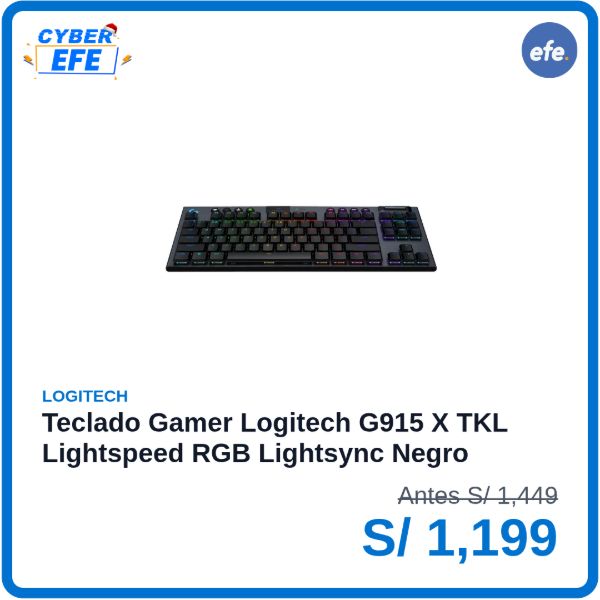 CYBER
EFE
efe.
LOGITECH
Teclado Gamer Logitech G915 X TKL
Lightspeed RGB Lightsync Negro
Antes S/ 1,449
S/ 1,199